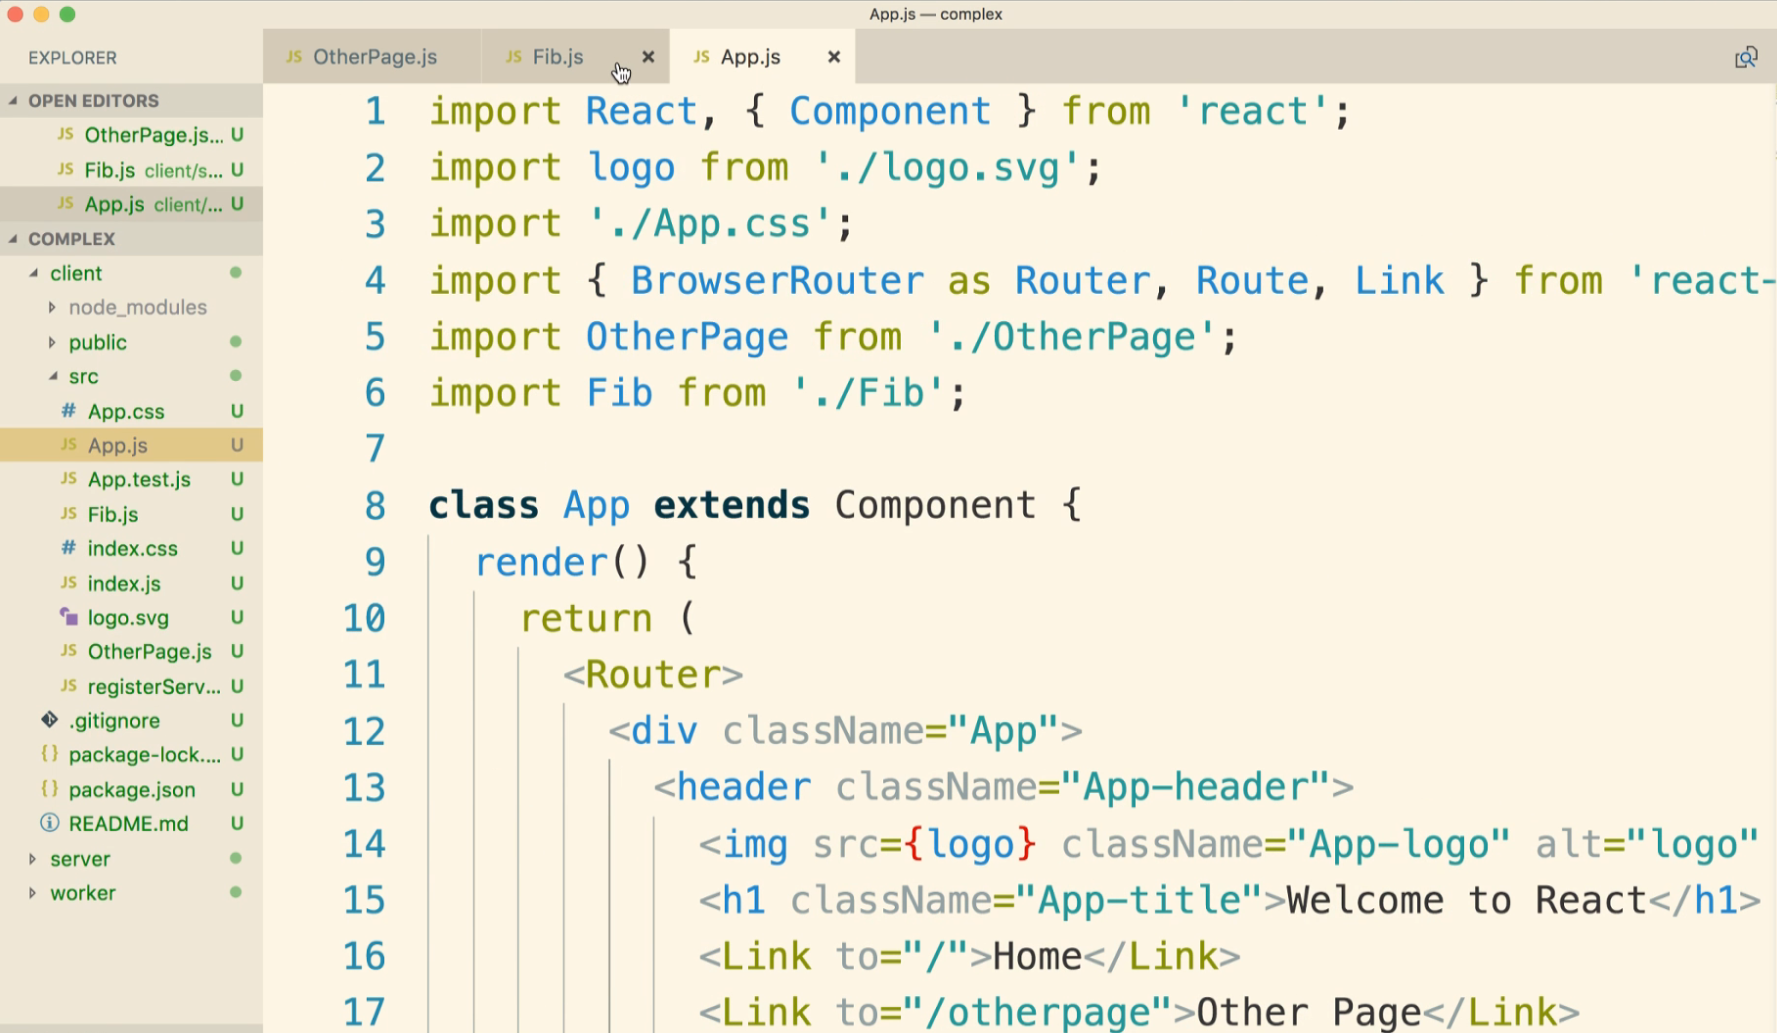 App.js — complex
EXPLORER
JS OtherPage.js
JS Fib.js ×
JS App.js ×
OPEN EDITORS
JS OtherPage.js... U
JS Fib.js client/s... U
JS App.js client/... U
COMPLEX
client
node_modules
public
src
# App.css U
JS App.js U
JS App.test.js U
JS Fib.js U
# index.css U
JS index.js U
logo.svg U
JS OtherPage.js U
JS registerServ... U
.gitignore U
{} package-lock.... U
{} package.json U
README.md U
server
worker
1 import React, { Component } from 'react';
2 import logo from './logo.svg';
3 import './App.css';
4 import { BrowserRouter as Router, Route, Link } from 'react-
5 import OtherPage from './OtherPage';
6 import Fib from './Fib';
7
8 class App extends Component {
9 render() {
10 return (
11 <Router>
12 <div className="App">
13 <header className="App-header">
14 <img src={logo} className="App-logo" alt="logo"
15 <h1 className="App-title">Welcome to React</h1>
16 <Link to="/">Home</Link>
17 <Link to="/otherpage">Other Page</Link>